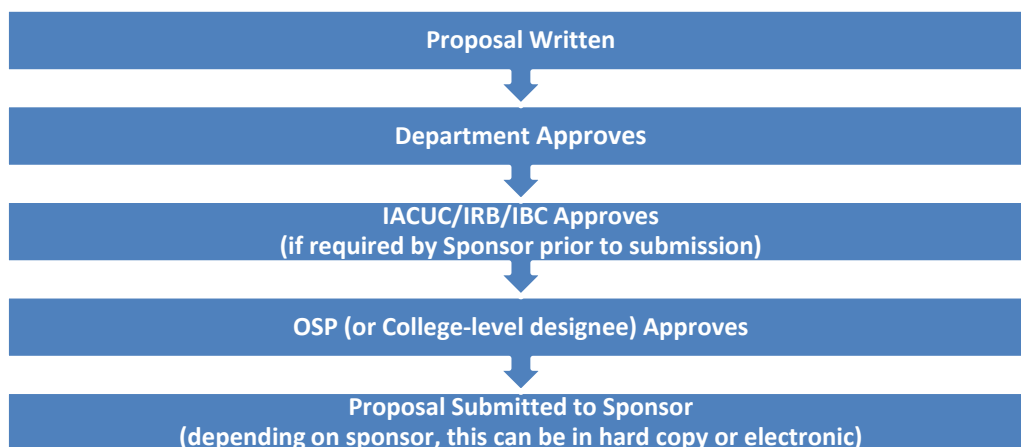 Proposal Written
Department Approves
IACUC/IRB/IBC Approves
(if required by Sponsor prior to submission)
OSP (or College-level designee) Approves
Proposal Submitted to Sponsor
(depending on sponsor, this can be in hard copy or electronic)